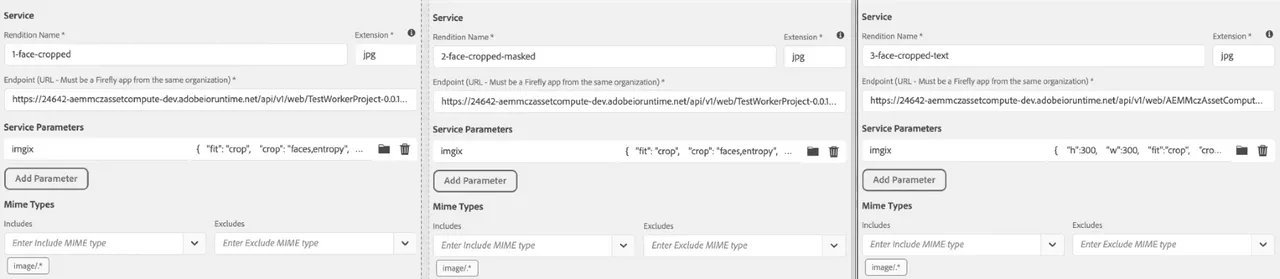 Service
Rendition Name *
Extension *
1-face-cropped
jpg
Endpoint (URL - Must be a Firefly app from the same organization) *
https://24642-aemmczassetcompute-dev.adobeioruntime.net/api/v1/web/TestWorkerProject-0.0.1...
Service Parameters
imgix
{ "fit": "crop", "crop": "faces,entropy", ...
Add Parameter
Mime Types
Includes
Excludes
Enter Include MIME type
Enter Exclude MIME type
image/.*
Service
Rendition Name *
Extension *
2-face-cropped-masked
jpg
Endpoint (URL - Must be a Firefly app from the same organization) *
https://24642-aemmczassetcompute-dev.adobeioruntime.net/api/v1/web/TestWorkerProject-0.0.1...
Service Parameters
imgix
{ "fit": "crop", "crop": "faces,entropy", ...
Add Parameter
Mime Types
Includes
Excludes
Enter Include MIME type
Enter Exclude MIME type
image/.*
Service
Rendition Name *
Extension *
3-face-cropped-text
jpg
Endpoint (URL - Must be a Firefly app from the same organization) *
https://24642-aemmczassetcompute-dev.adobeioruntime.net/api/v1/web/AEMMczAssetComput...
Service Parameters
imgix
{ "h":300, "w":300, "fit":"crop", "cro...
Add Parameter
Mime Types
Includes
Excludes
Enter Include MIME type
Enter Exclude MIME type
image/.*